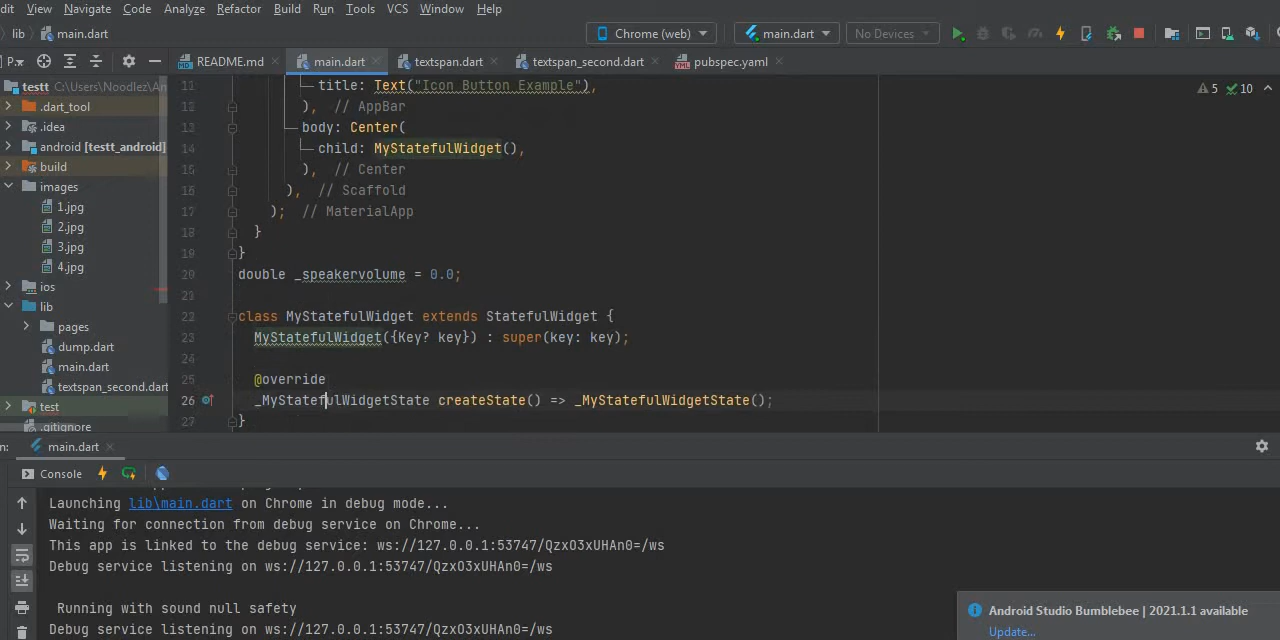 dit View Navigate Code Analyze Refactor Build Run Tools VCS Window Help
lib main.dart Chrome (web) main.dart No Devices
P... README.md main.dart textspan.dart textspan_second.dart pubspec.yaml
testt C:\Users\Noodlez\An
.dart_tool
.idea
android [testt_android]
build
images
1.jpg
2.jpg
3.jpg
4.jpg
ios
lib
pages
dump.dart
main.dart
textspan_second.dart
test
.gitignore
5 10
11 title: Text("Icon Button Example"),
12 ), // AppBar
13 body: Center(
14 child: MyStatefulWidget(),
15 ), // Center
16 ), // Scaffold
17 ); // MaterialApp
18 }
19 }
20 double _speakervolume = 0.0;
21
22 class MyStatefulWidget extends StatefulWidget {
23 MyStatefulWidget({Key? key}) : super(key: key);
24
25 @override
26 _MyStatefulWidgetState createState() => _MyStatefulWidgetState();
27 }
n: main.dart
Console
Launching lib\main.dart on Chrome in debug mode...
Waiting for connection from debug service on Chrome...
This app is linked to the debug service: ws://127.0.0.1:53747/QzxO3xUHAn0=/ws
Debug service listening on ws://127.0.0.1:53747/QzxO3xUHAn0=/ws
Running with sound null safety
Debug service listening on ws://127.0.0.1:53747/QzxO3xUHAn0=/ws
Android Studio Bumblebee | 2021.1.1 available
Update...